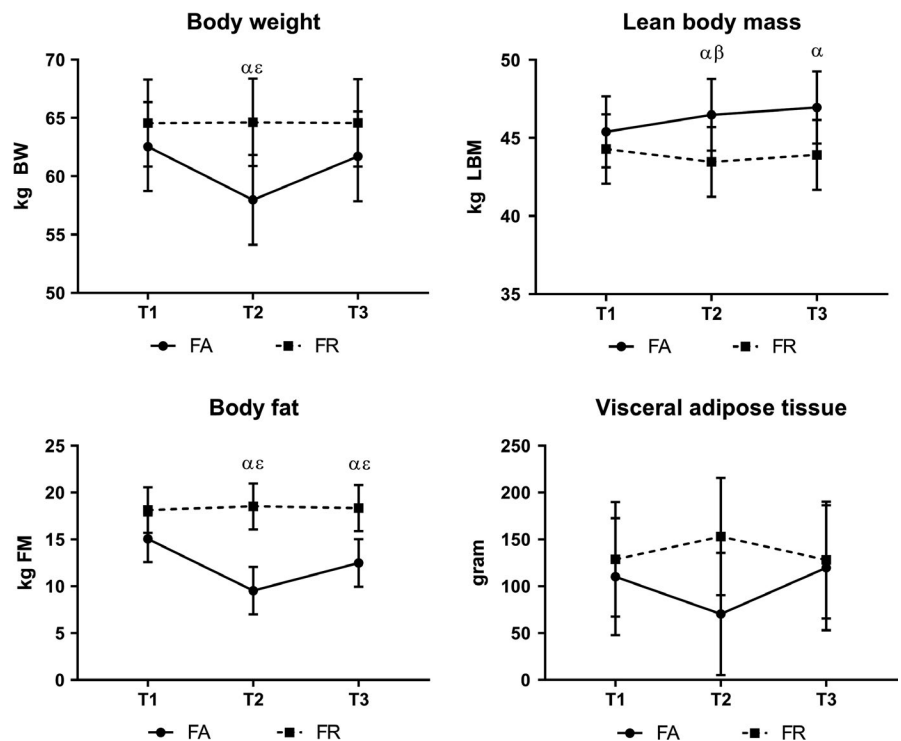 Body weight
αε
70
65
60
55
50
kg BW
T1 T2 T3
FA FR
Lean body mass
αβ α
50
45
40
35
kg LBM
T1 T2 T3
FA FR
Body fat
αε αε
25
20
15
10
5
0
kg FM
T1 T2 T3
FA FR
Visceral adipose tissue
250
200
150
100
50
0
gram
T1 T2 T3
FA FR